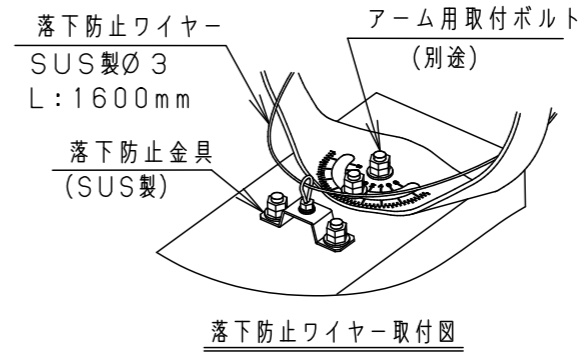 落下防止ワイヤー
SUS製Ø3
L:1600mm
アーム用取付ボルト
(別途)
落下防止金具
(SUS製)
落下防止ワイヤー取付図